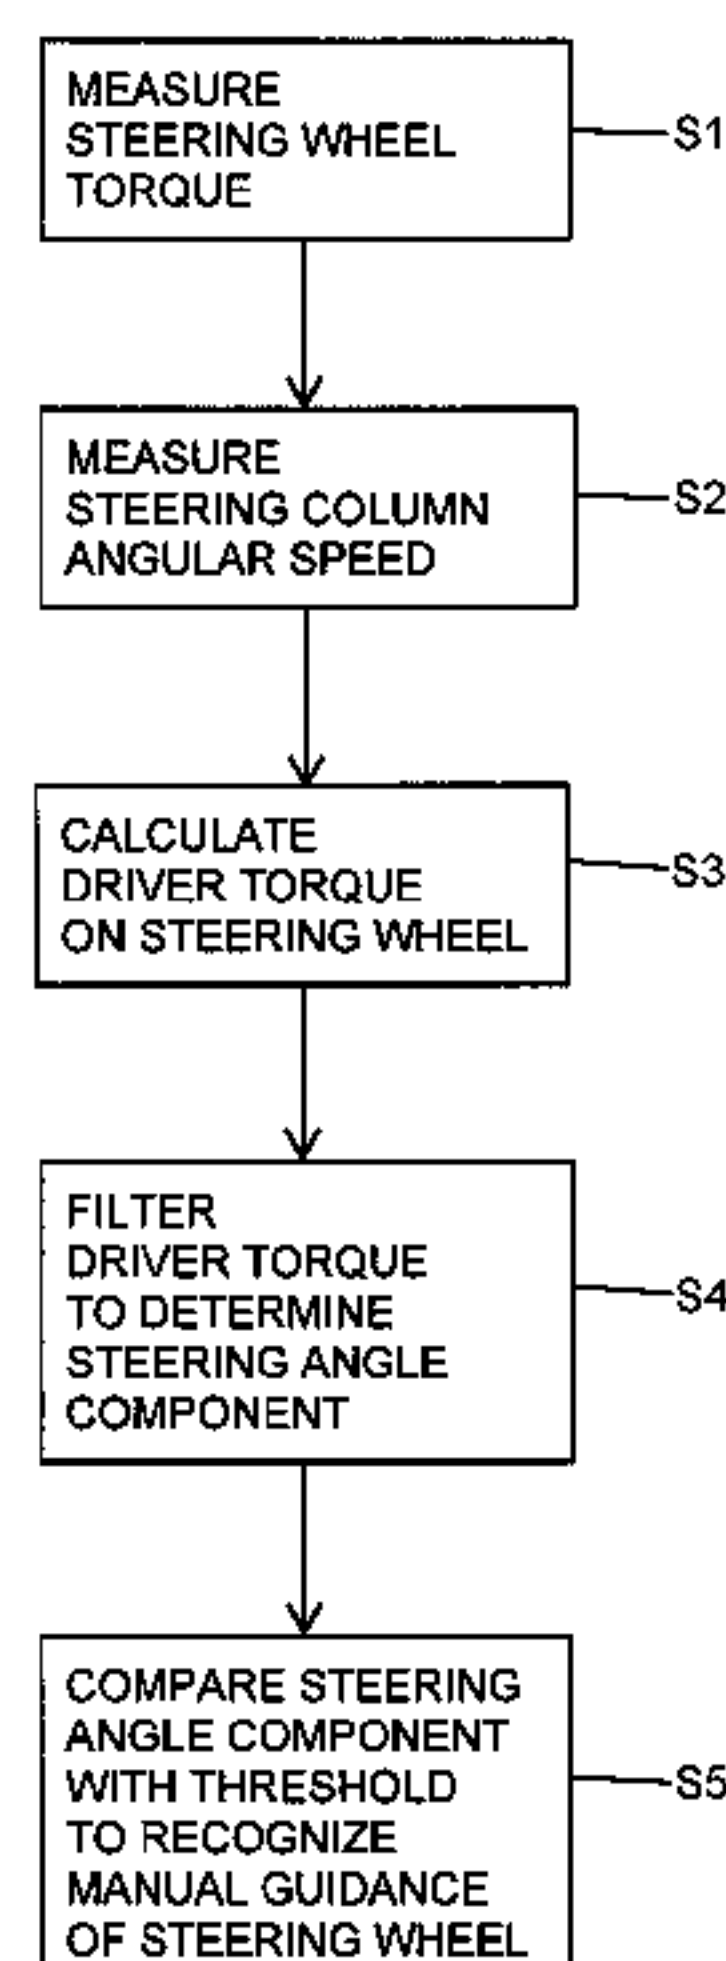 MEASURE
STEERING WHEEL
TORQUE
S1
MEASURE
STEERING COLUMN
ANGULAR SPEED
S2
CALCULATE
DRIVER TORQUE
ON STEERING WHEEL
S3
FILTER
DRIVER TORQUE
TO DETERMINE
STEERING ANGLE
COMPONENT
S4
COMPARE STEERING
ANGLE COMPONENT
WITH THRESHOLD
TO RECOGNIZE
MANUAL GUIDANCE
OF STEERING WHEEL
S5